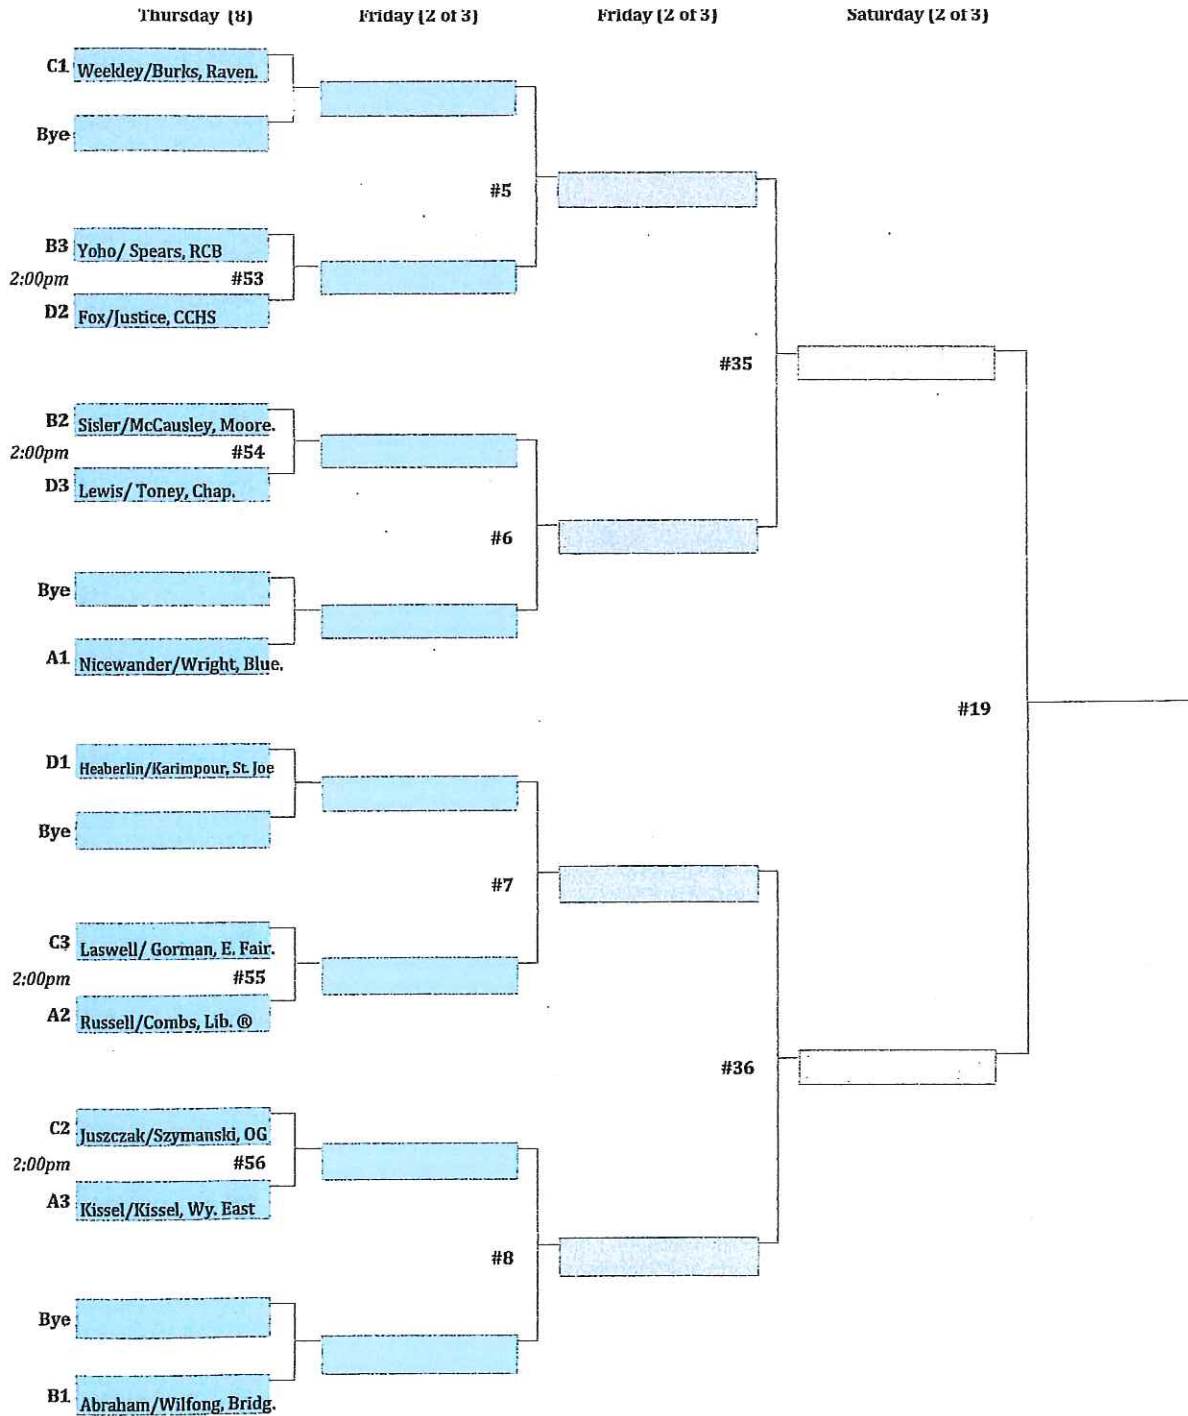 Thursday (8) Friday (2 of 3) Friday (2 of 3) Saturday (2 of 3)
C1 Weekley/Burks, Raven.
Bye
#5
B3 Yoho/ Spears, RCB
2:00pm #53
D2 Fox/Justice, CCHS
#35
B2 Sisler/McCausley, Moore.
2:00pm #54
D3 Lewis/ Toney, Chap.
#6
Bye
A1 Nicewander/Wright, Blue.
#19
D1 Heaberlin/Karimpour, St. Joe
Bye
#7
C3 Laswell/ Gorman, E. Fair.
2:00pm #55
A2 Russell/Combs, Lib. ®
#36
C2 Juszczak/Szymanski, OG
2:00pm #56
A3 Kissel/Kissel, Wy. East
#8
Bye
B1 Abraham/Wilfong, Bridg.